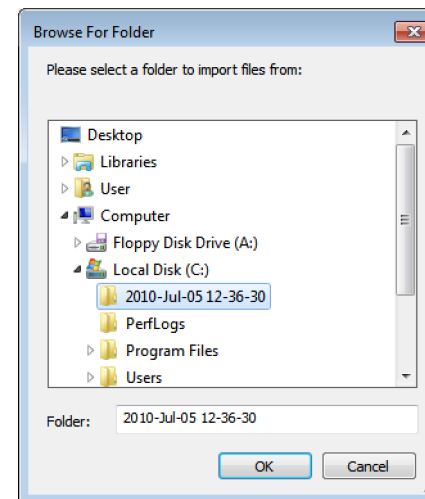 Browse For Folder
Please select a folder to import files from:
Desktop
Libraries
User
Computer
Floppy Disk Drive (A:)
Local Disk (C:)
2010-Jul-05 12-36-30
PerfLogs
Program Files
Users
Folder: 2010-Jul-05 12-36-30
OK Cancel